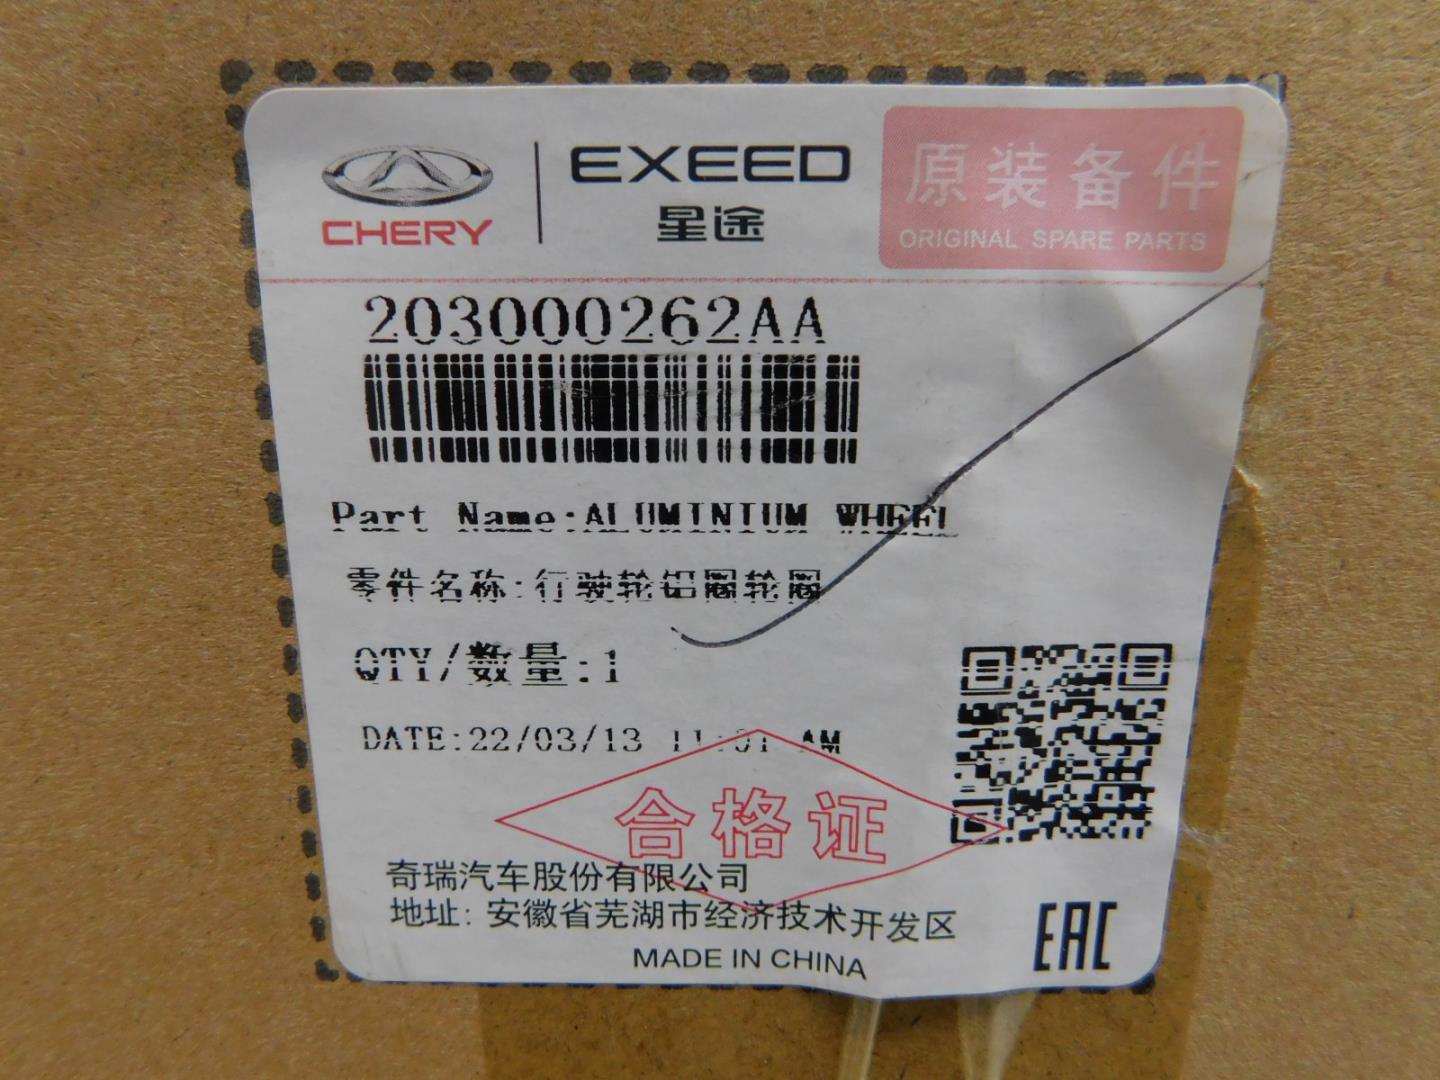 CHERY
EXEED
星途
原装备件
ORIGINAL SPARE PARTS
203000262AA
Part Name:ALUMINIUM WHEEL
零件名称:行驶轮铝圈轮圈
QTY/数量:1
DATE:22/03/13 11:01 AM
合格证
奇瑞汽车股份有限公司
地址: 安徽省芜湖市经济技术开发区
MADE IN CHINA
EAC